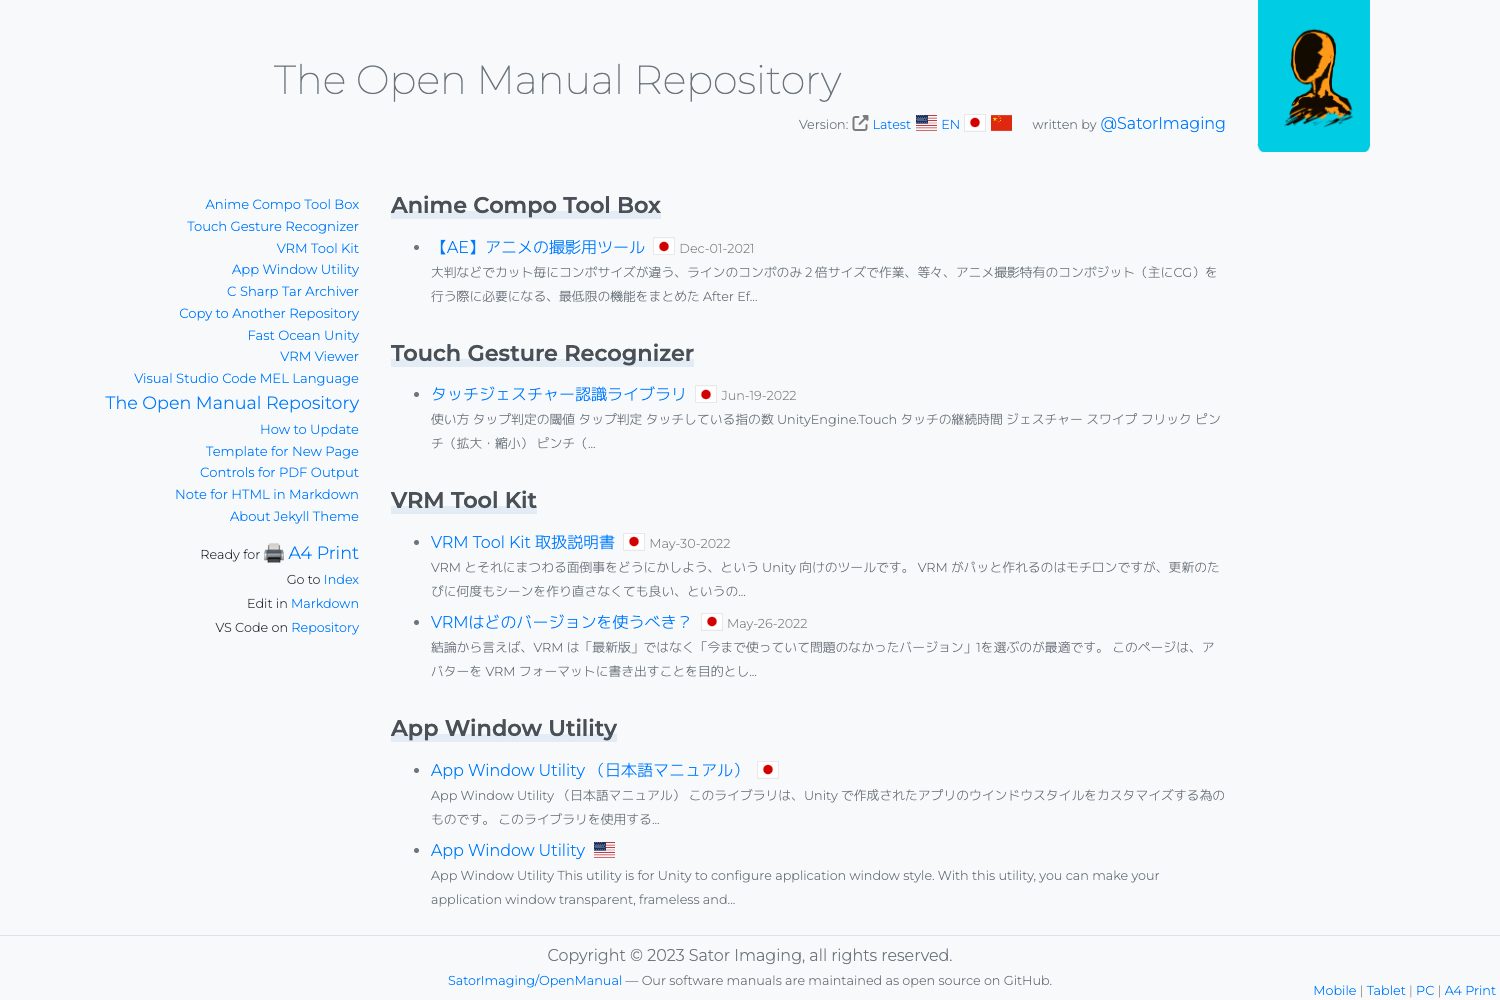 The Open Manual Repository
Version: Latest EN written by @SatorImaging
Anime Compo Tool Box
Touch Gesture Recognizer
VRM Tool Kit
App Window Utility
C Sharp Tar Archiver
Copy to Another Repository
Fast Ocean Unity
VRM Viewer
Visual Studio Code MEL Language
The Open Manual Repository
How to Update
Template for New Page
Controls for PDF Output
Note for HTML in Markdown
About Jekyll Theme
Ready for A4 Print
Go to Index
Edit in Markdown
VS Code on Repository
Anime Compo Tool Box
【AE】アニメの撮影用ツール Dec-01-2021
大判などでカット毎にコンポサイズが違う、ラインのコンポのみ２倍サイズで作業、等々、アニメ撮影特有のコンポジット（主にCG）を
行う際に必要になる、最低限の機能をまとめた After Ef...
Touch Gesture Recognizer
タッチジェスチャー認識ライブラリ Jun-19-2022
使い方 タップ判定の閾値 タップ判定 タッチしている指の数 UnityEngine.Touch タッチの継続時間 ジェスチャー スワイプ フリック ピン
チ（拡大・縮小） ピンチ（...
VRM Tool Kit
VRM Tool Kit 取扱説明書 May-30-2022
VRM とそれにまつわる面倒事をどうにかしよう、という Unity 向けのツールです。 VRM がパッと作れるのはモチロンですが、更新のた
びに何度もシーンを作り直さなくても良い、というの...
VRMはどのバージョンを使うべき？ May-26-2022
結論から言えば、VRM は「最新版」ではなく「今まで使っていて問題のなかったバージョン」1を選ぶのが最適です。 このページは、ア
バターを VRM フォーマットに書き出すことを目的とし...
App Window Utility
App Window Utility （日本語マニュアル）
App Window Utility （日本語マニュアル） このライブラリは、Unity で作成されたアプリのウインドウスタイルをカスタマイズする為の
ものです。 このライブラリを使用する...
App Window Utility
App Window Utility This utility is for Unity to configure application window style. With this utility, you can make your
application window transparent, frameless and...
Copyright © 2023 Sator Imaging, all rights reserved.
SatorImaging/OpenManual — Our software manuals are maintained as open source on GitHub.
Mobile | Tablet | PC | A4 Print